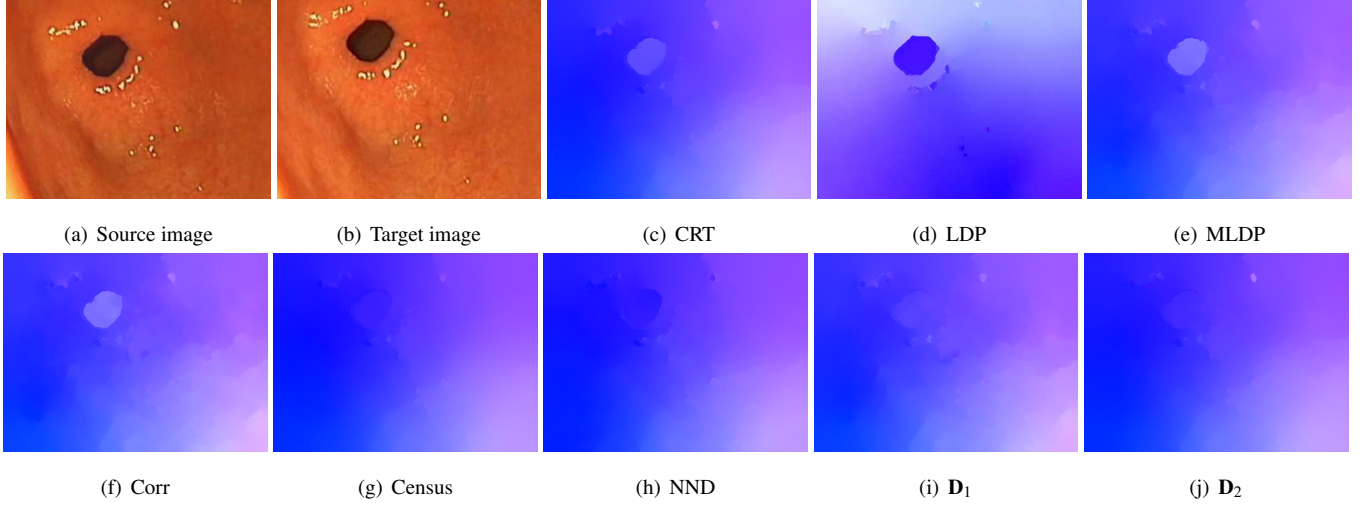 (a) Source image
(b) Target image
(c) CRT
(d) LDP
(e) MLDP
(f) Corr
(g) Census
(h) NND
(i) D₁
(j) D₂